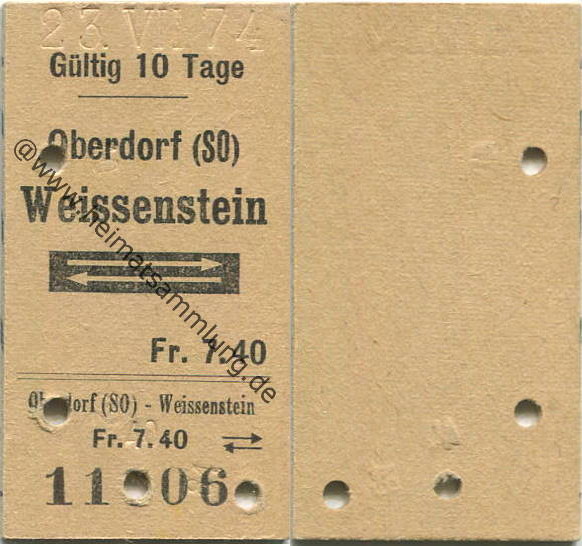 23.VII.74
Gültig 10 Tage
Oberdorf (SO)
Weissenstein
Fr. 7.40
Oberdorf (SO) - Weissenstein
Fr. 7.40
@www.heimatsammlung.de